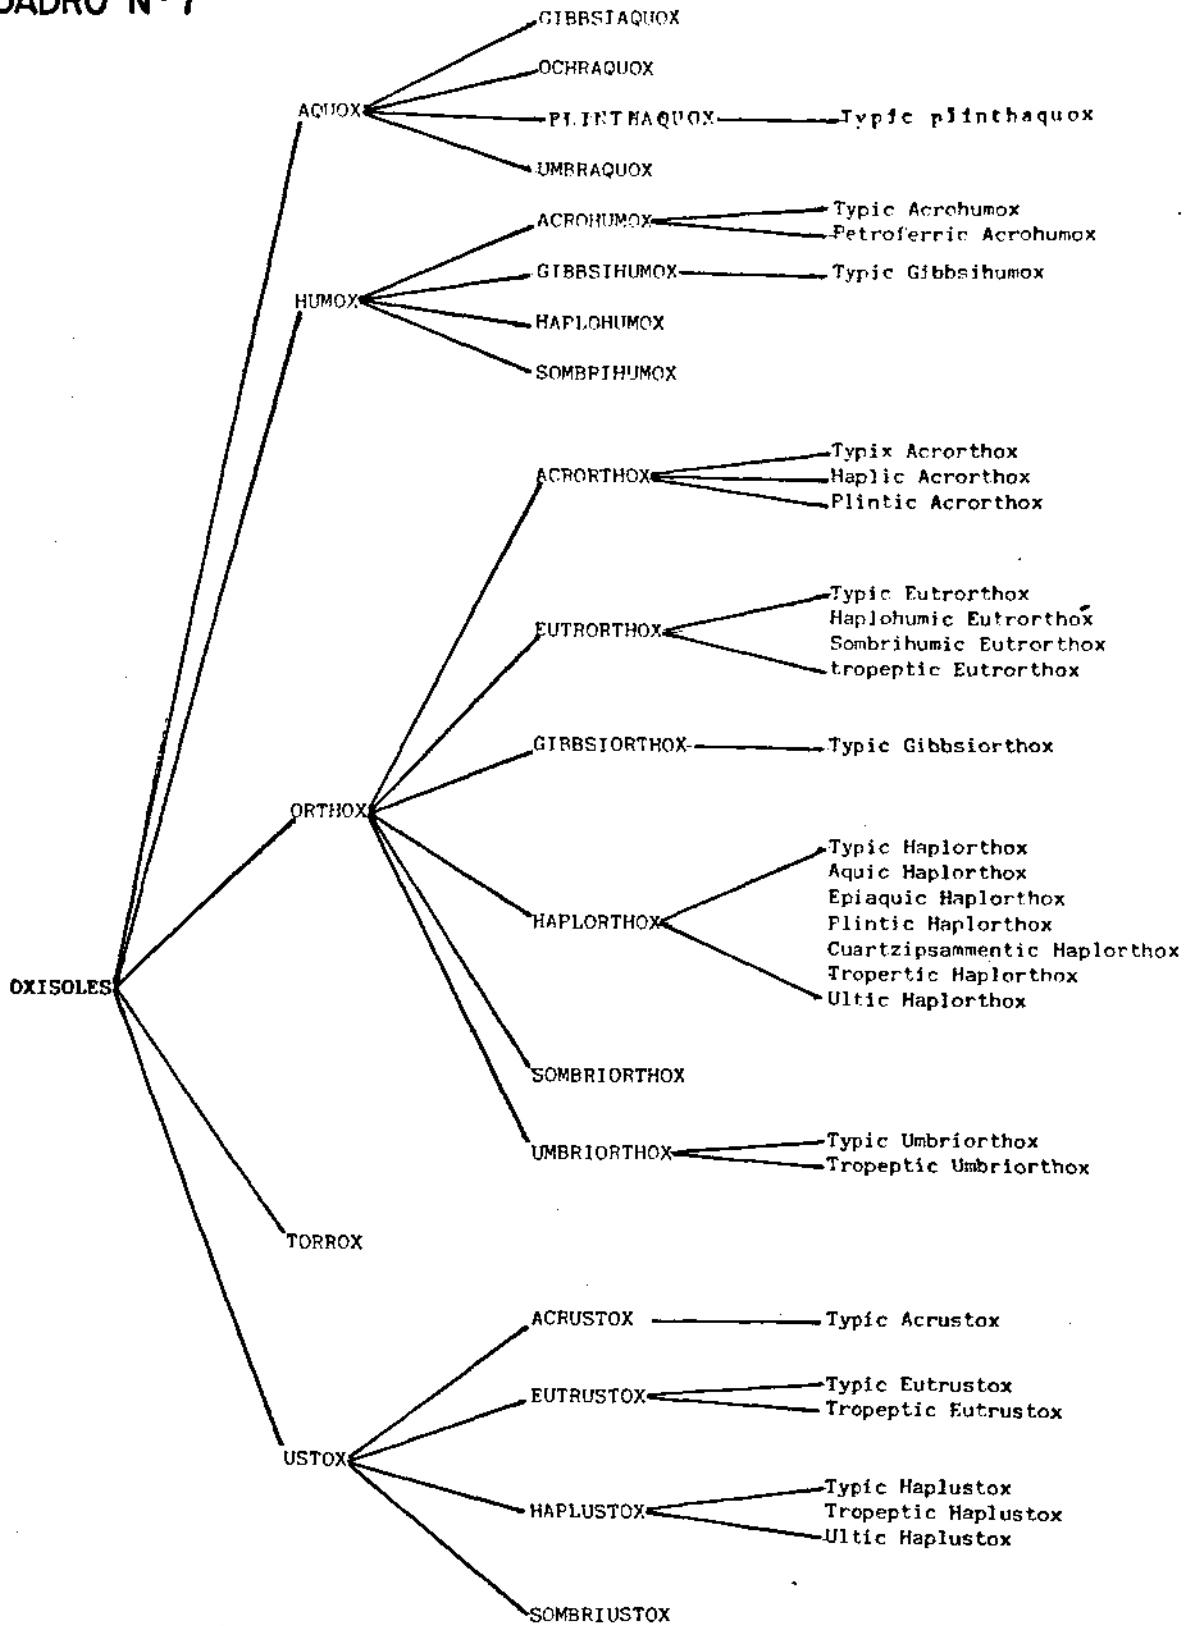 CUADRO Nº 7
GIBBSIAQUOX
OCHRAQUOX
AQUOX
PLINTHAQUOX
Typic plinthaquox
UMBRAQUOX
ACROHUMOX
Typic Acrohumox
Petroferric Acrohumox
GIBBSIHUMOX
Typic Gibbsihumox
HUMOX
HAPLOHUMOX
SOMBRIHUMOX
ACRORTHOX
Typix Acrorthox
Haplic Acrorthox
Plintic Acrorthox
EUTRORTHOX
Typic Eutrorthox
Haplohumic Eutrorthox
Sombrihumic Eutrorthox
tropeptic Eutrorthox
GIBBSIORTHOX
Typic Gibbsiorthox
ORTHOX
HAPLORTHOX
Typic Haplorthox
Aquic Haplorthox
Epiaquic Haplorthox
Plintic Haplorthox
Cuartzipsammentic Haplorthox
Tropertic Haplorthox
Ultic Haplorthox
OXISOLES
SOMBRIORTHOX
UMBRIORTHOX
Typic Umbriorthox
Tropeptic Umbriorthox
TORROX
ACRUSTOX
Typic Acrustox
EUTRUSTOX
Typic Eutrustox
Tropeptic Eutrustox
USTOX
HAPLUSTOX
Typic Haplustox
Tropeptic Haplustox
Ultic Haplustox
SOMBRIUSTOX